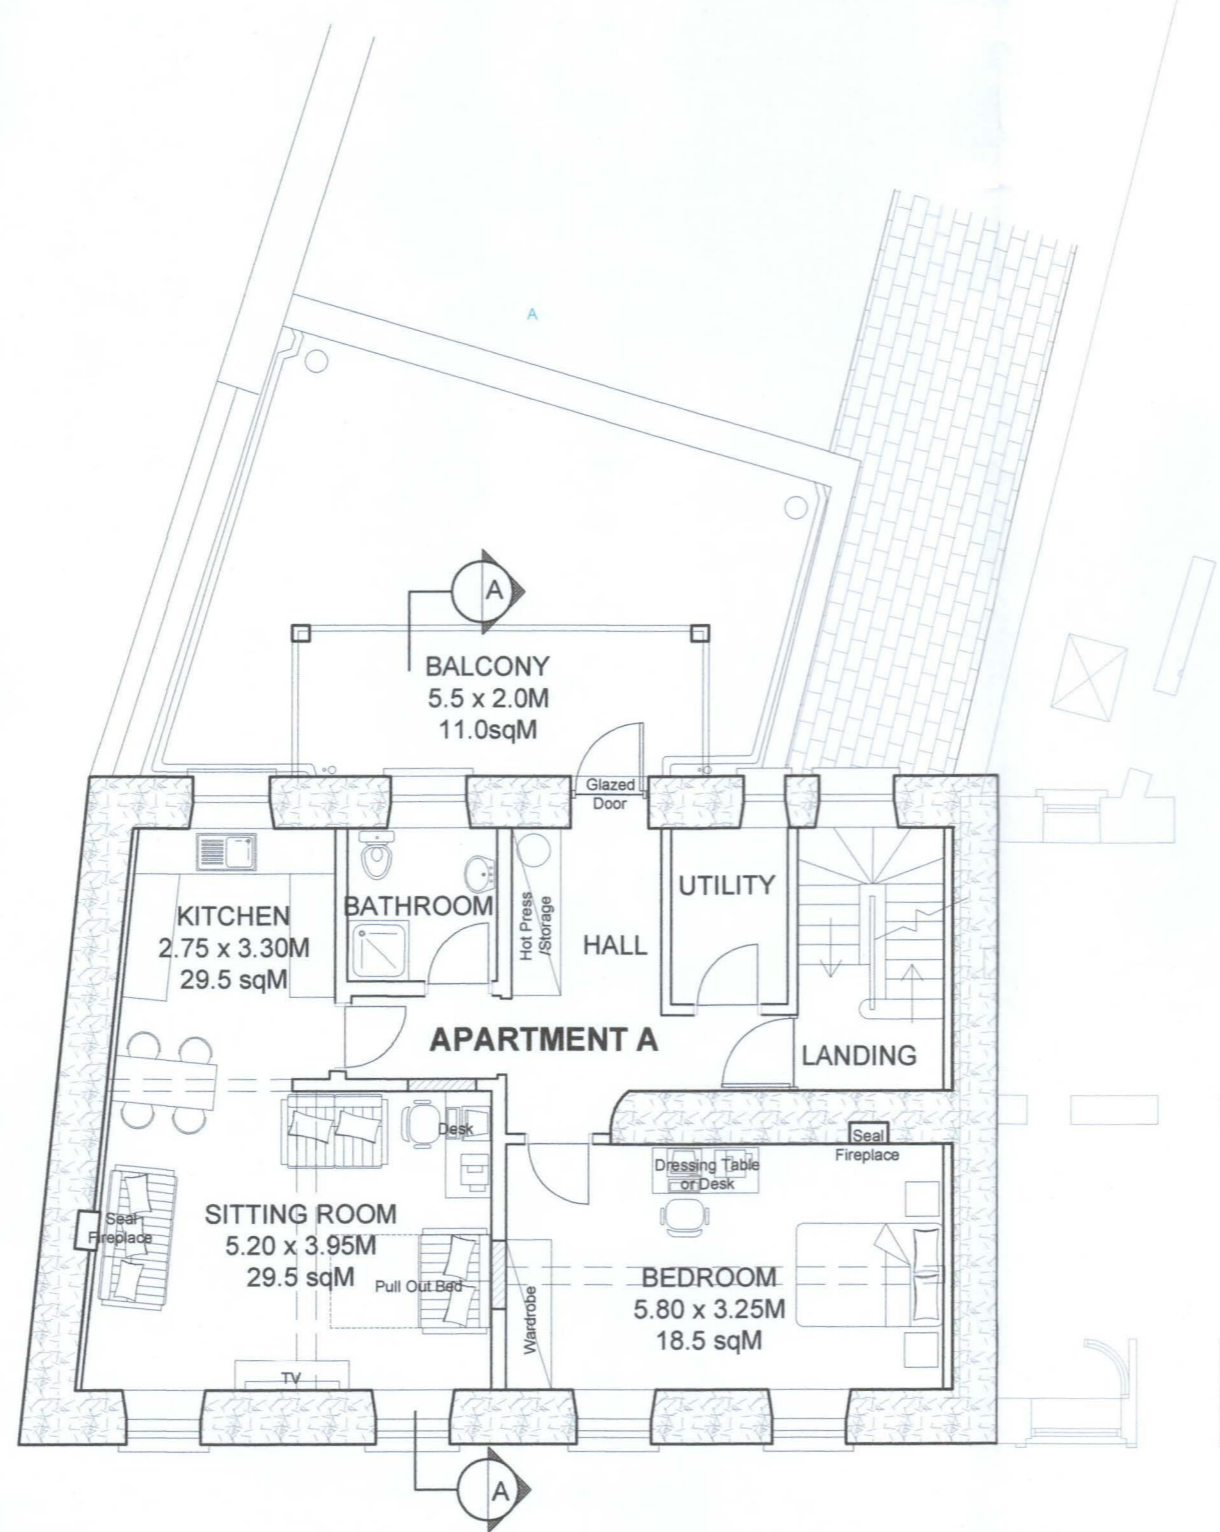 A
A
BALCONY
5.5 x 2.0M
11.0sqM
Glazed
Door
KITCHEN
2.75 x 3.30M
29.5 sqM
BATHROOM
Hot Press
/Storage
HALL
UTILITY
APARTMENT A
LANDING
Desk
Seal
Fireplace
Dressing Table
or Desk
Seal
Fireplace
SITTING ROOM
5.20 x 3.95M
29.5 sqM
Pull Out Bed
Wardrobe
BEDROOM
5.80 x 3.25M
18.5 sqM
TV
A